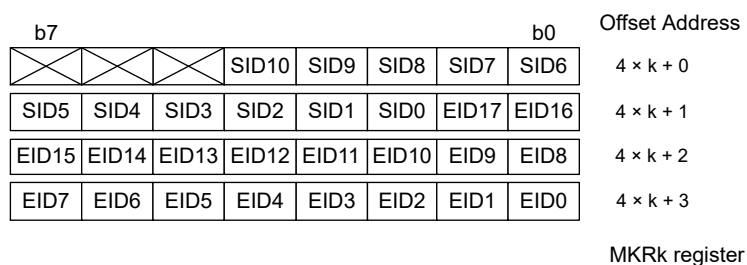 b7 b0 Offset Address
SID10 SID9 SID8 SID7 SID6 4 × k + 0
SID5 SID4 SID3 SID2 SID1 SID0 EID17 EID16 4 × k + 1
EID15 EID14 EID13 EID12 EID11 EID10 EID9 EID8 4 × k + 2
EID7 EID6 EID5 EID4 EID3 EID2 EID1 EID0 4 × k + 3
MKRk register